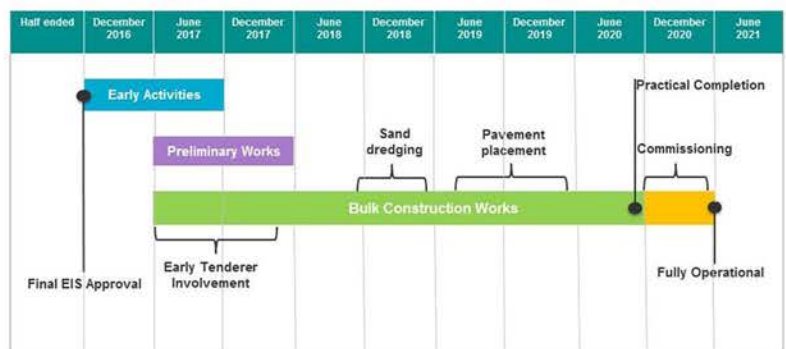 Half ended
December
2016
June
2017
December
2017
June
2018
December
2018
June
2019
December
2019
June
2020
December
2020
June
2021
Practical Completion
Early Activities
Sand
dredging
Pavement
placement
Commissioning
Preliminary Works
Bulk Construction Works
Early Tenderer
Involvement
Fully Operational
Final EIS Approval